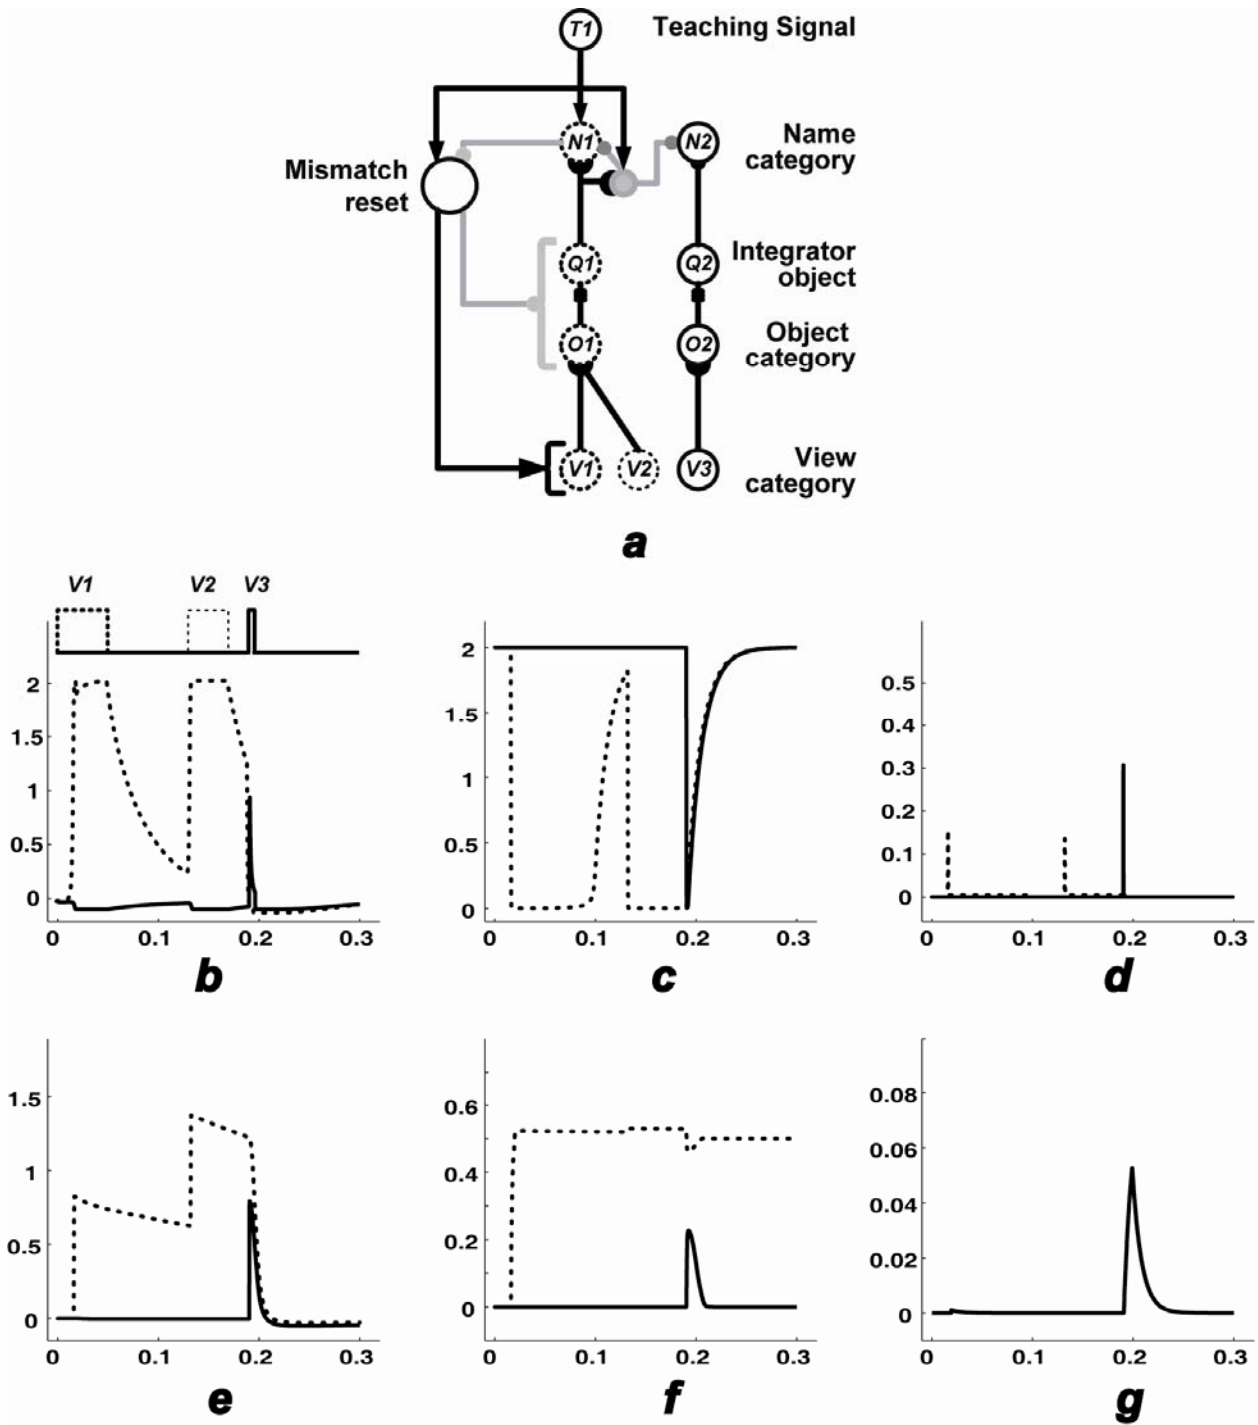 T1 Teaching Signal
N1 N2 Name
category
Mismatch
reset
Q1 Q2 Integrator
object
O1 O2 Object
category
V1 V2 V3 View
category
a
V1 V2 V3
2
1.5
1
0.5
0
0 0.1 0.2 0.3
b
2
1.5
1
0.5
0
0 0.1 0.2 0.3
c
0.5
0.4
0.3
0.2
0.1
0
0 0.1 0.2 0.3
d
1.5
1
0.5
0
0 0.1 0.2 0.3
e
0.6
0.4
0.2
0
0 0.1 0.2 0.3
f
0.08
0.06
0.04
0.02
0
0 0.1 0.2 0.3
g